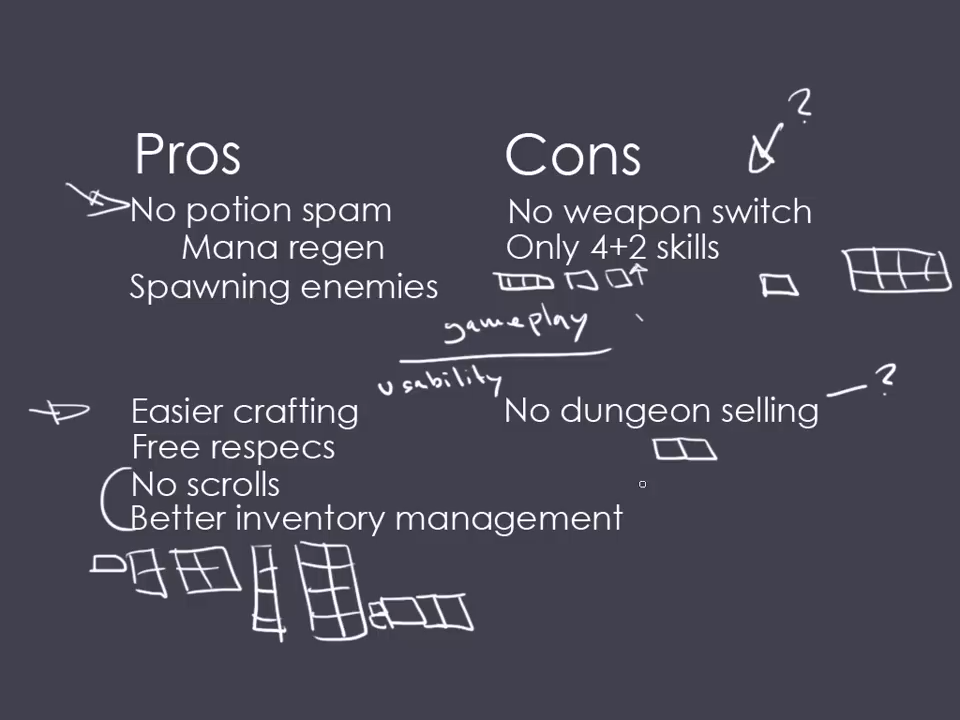 ?
Pros
Cons
No potion spam
No weapon switch
Mana regen
Only 4+2 skills
Spawning enemies
gameplay
usability
?
Easier crafting
No dungeon selling
Free respecs
No scrolls
Better inventory management